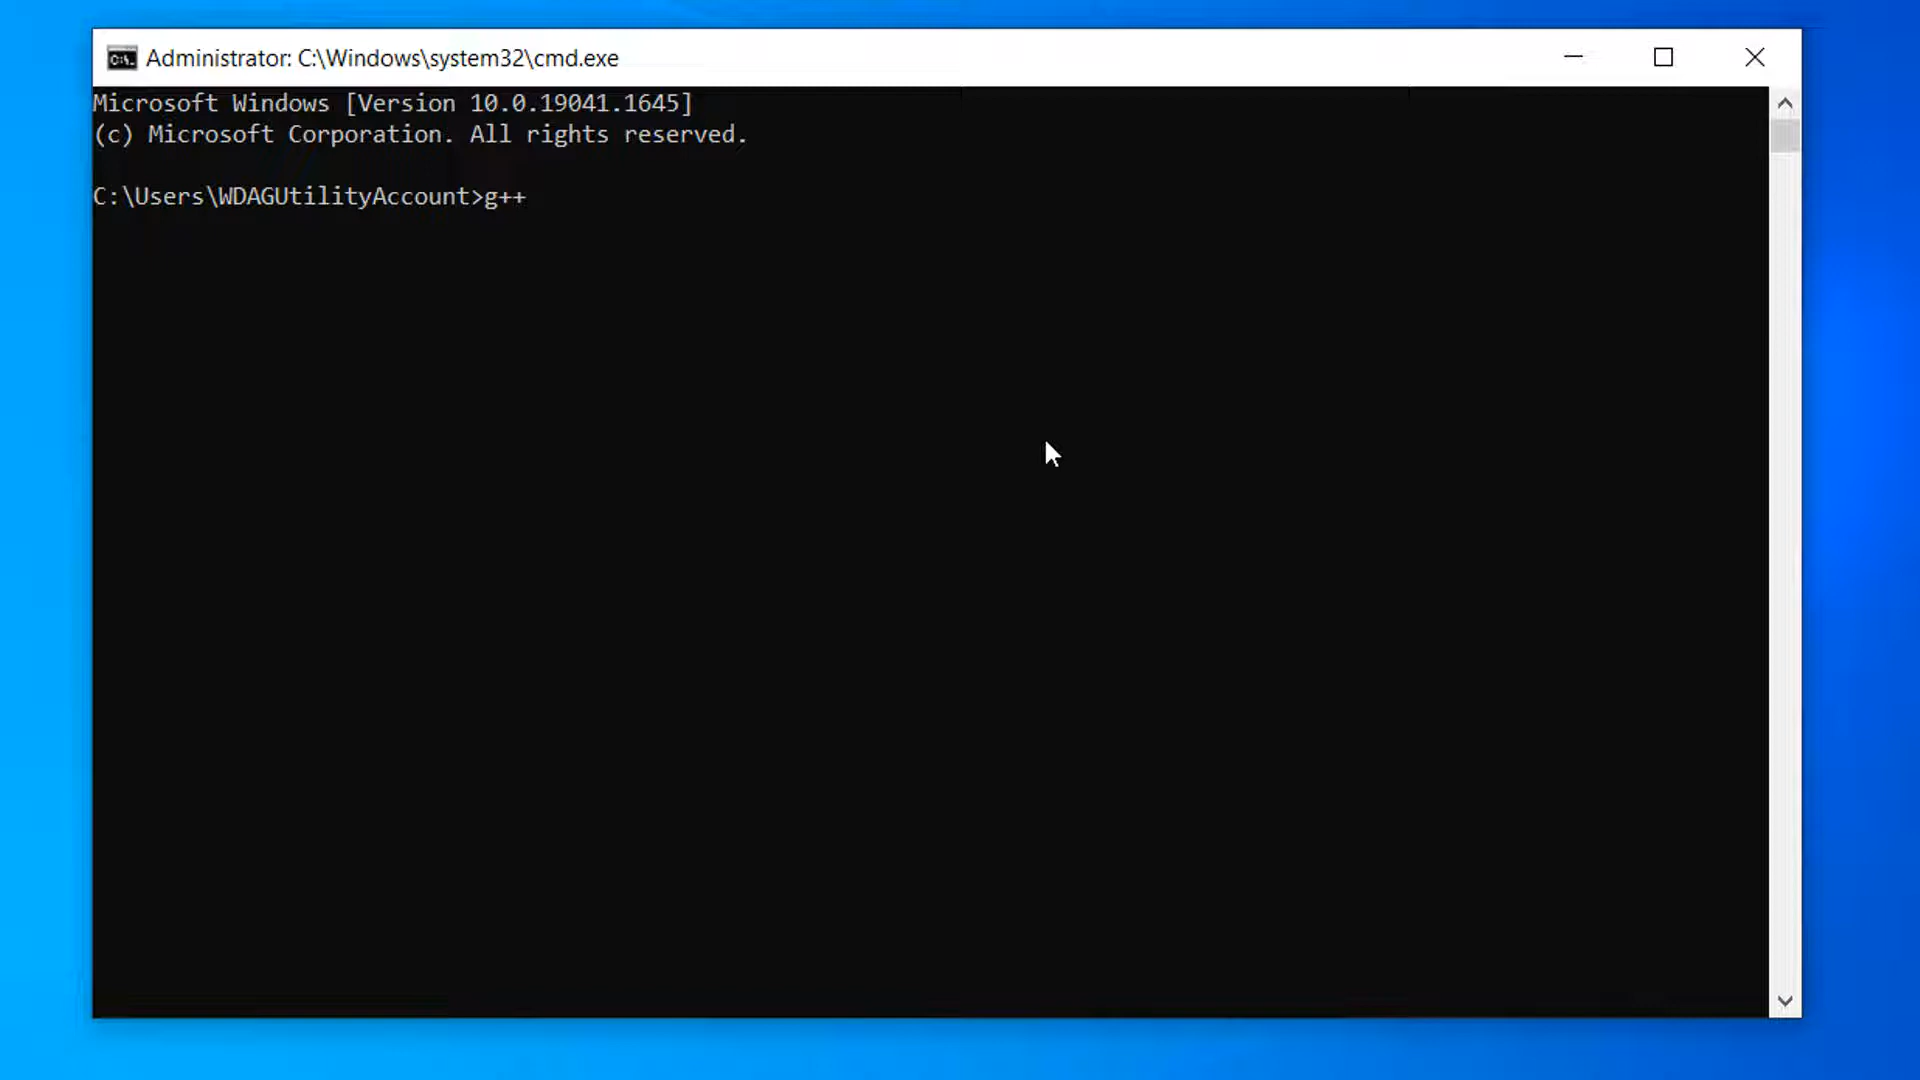 Administrator: C:\Windows\system32\cmd.exe
Microsoft Windows [Version 10.0.19041.1645]
(c) Microsoft Corporation. All rights reserved.
C:\Users\WDAGUtilityAccount>g++